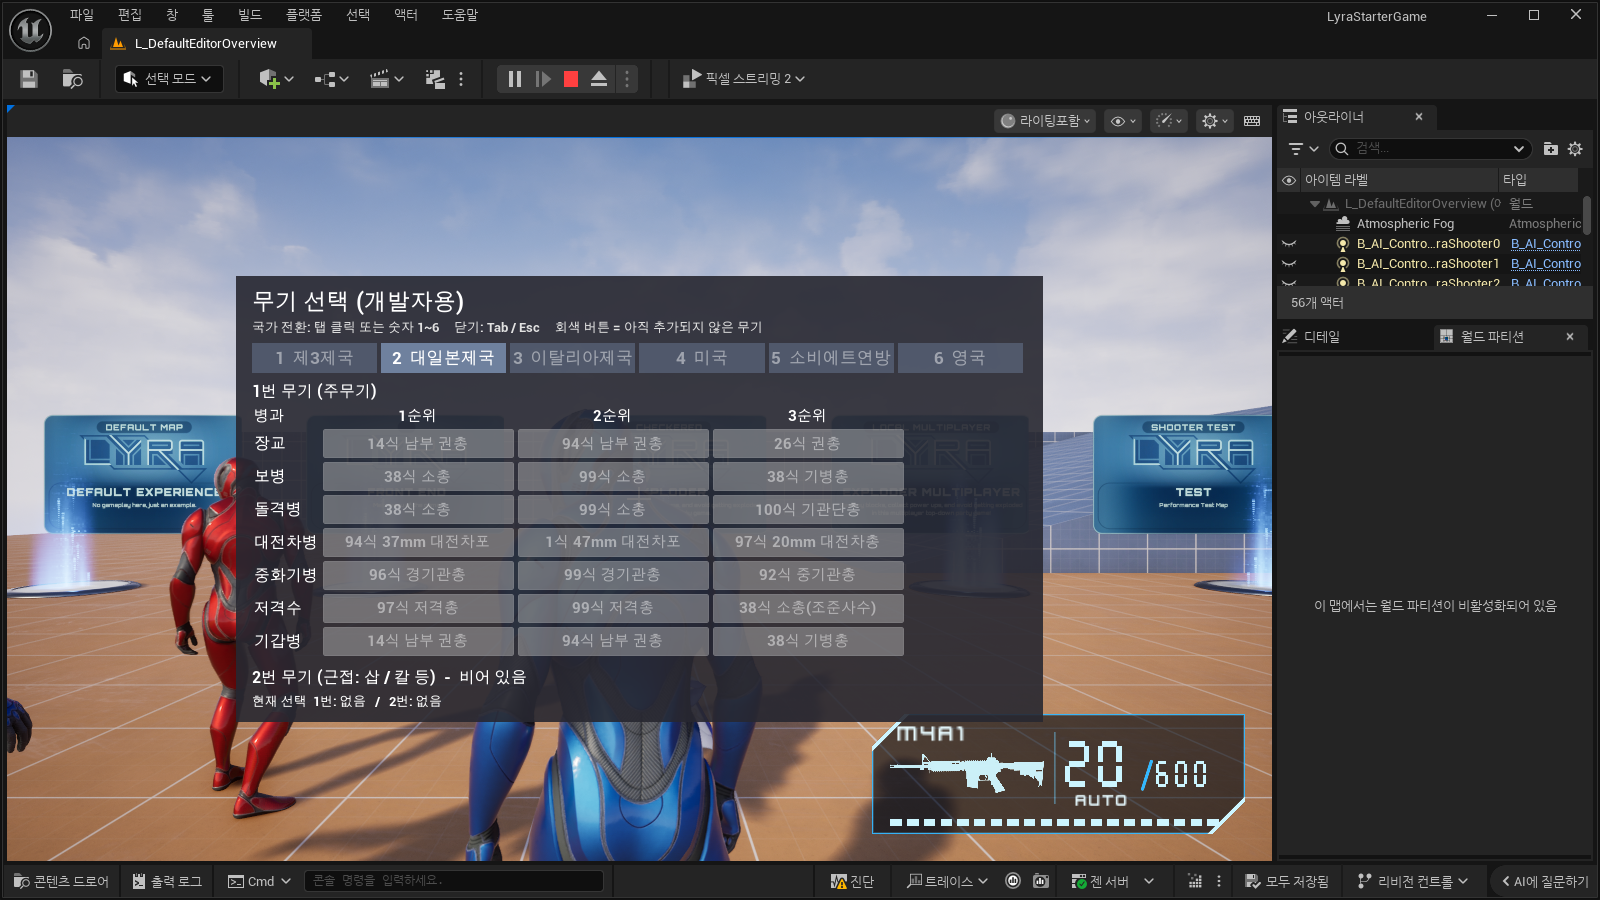 파일 편집 창 툴 빌드 플랫폼 선택 액터 도움말
LyraStarterGame
L_DefaultEditorOverview
선택 모드
픽셀 스트리밍 2
라이팅포함
아웃라이너
검색...
아이템 라벨 타입
L_DefaultEditorOverview (이 월드
Atmospheric Fog Atmospheric
B_AI_Contro...raShooter0 B_AI_Contro
B_AI_Contro...raShooter1 B_AI_Contro
B_AI_Contro...raShooter2 B_AI_Contro
56개 액터
디테일 월드 파티션
이 맵에서는 월드 파티션이 비활성화되어 있음
무기 선택 (개발자용)
국가 전환: 탭 클릭 또는 숫자 1~6 닫기: Tab / Esc 회색 버튼 = 아직 추가되지 않은 무기
1 제3제국 2 대일본제국 3 이탈리아제국 4 미국 5 소비에트연방 6 영국
1번 무기 (주무기)
병과 1순위 2순위 3순위
장교 14식 남부 권총 94식 남부 권총 26식 권총
보병 38식 소총 99식 소총 38식 기병총
돌격병 38식 소총 99식 소총 100식 기관단총
대전차병 94식 37mm 대전차포 1식 47mm 대전차포 97식 20mm 대전차총
중화기병 96식 경기관총 99식 경기관총 92식 중기관총
저격수 97식 저격총 99식 저격총 38식 소총(조준사수)
기갑병 14식 남부 권총 94식 남부 권총 38식 기병총
2번 무기 (근접: 삽 / 칼 등) - 비어 있음
현재 선택 1번: 없음 / 2번: 없음
DEFAULT MAP
LYRA
DEFAULT EXPERIENCE
No gameplay here, just an example.
FRONT END
CHECKERED
LOCAL MULTIPLAYER
EXPLODER MULTIPLAYER
SHOOTER TEST
LYRA
TEST
Performance Test Map
M4A1
20 /600
AUTO
콘텐츠 드로어 출력 로그 Cmd 콘솔 명령을 입력하세요. 진단 트레이스 젠 서버 모두 저장됨 리비전 컨트롤 AI에 질문하기